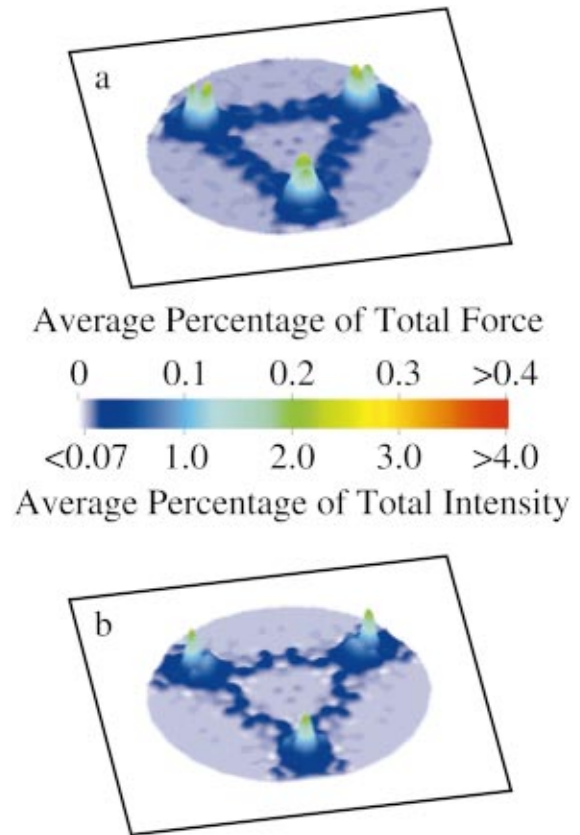 a
Average Percentage of Total Force
0 0.1 0.2 0.3 >0.4
<0.07 1.0 2.0 3.0 >4.0
Average Percentage of Total Intensity
b